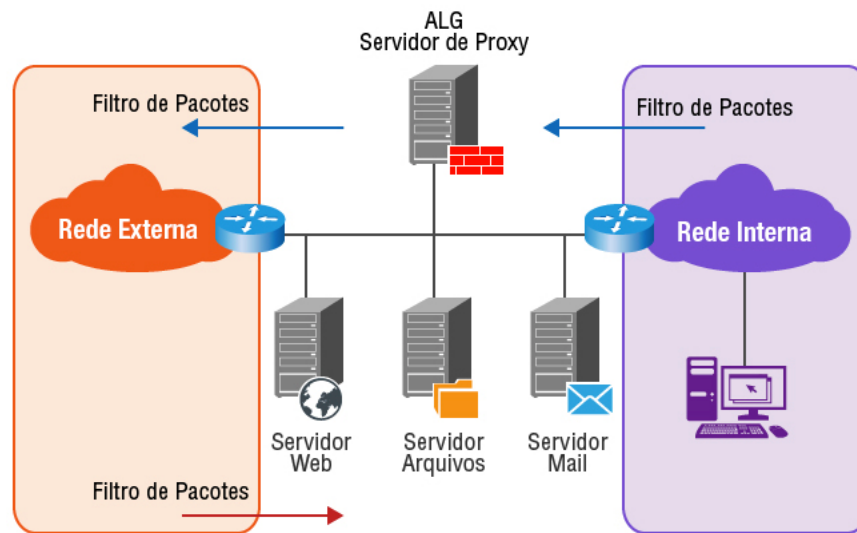 ALG
Servidor de Proxy
Filtro de Pacotes
Filtro de Pacotes
Rede Externa
Rede Interna
Servidor
Web
Servidor
Arquivos
Servidor
Mail
Filtro de Pacotes